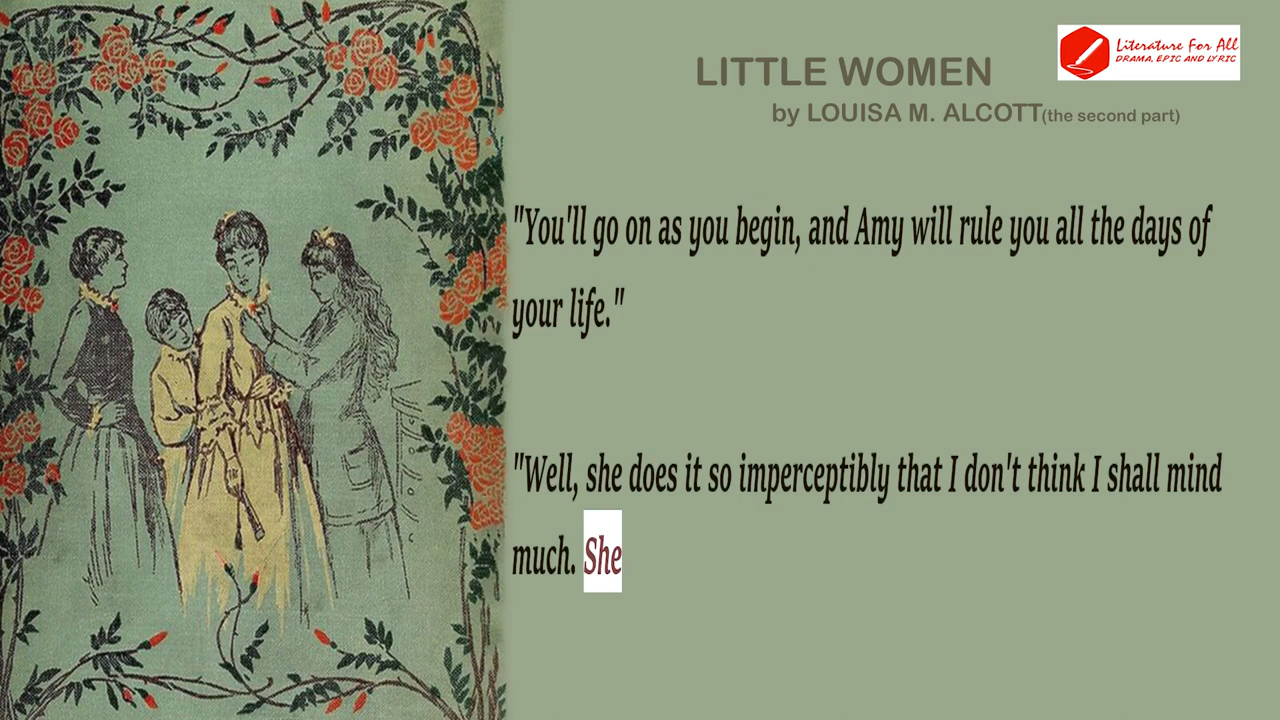 LITTLE WOMEN
by LOUISA M. ALCOTT(the second part)
Literature For All
DRAMA, EPIC AND LYRIC
"You'll go on as you begin, and Amy will rule you all the days of
your life."
"Well, she does it so imperceptibly that I don't think I shall mind
much. She